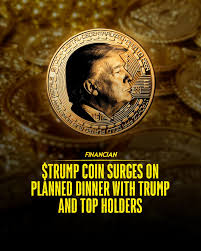 FINANCIAN
$TRUMP COIN SURGES ON
PLANNED DINNER WITH TRUMP
AND TOP HOLDERS